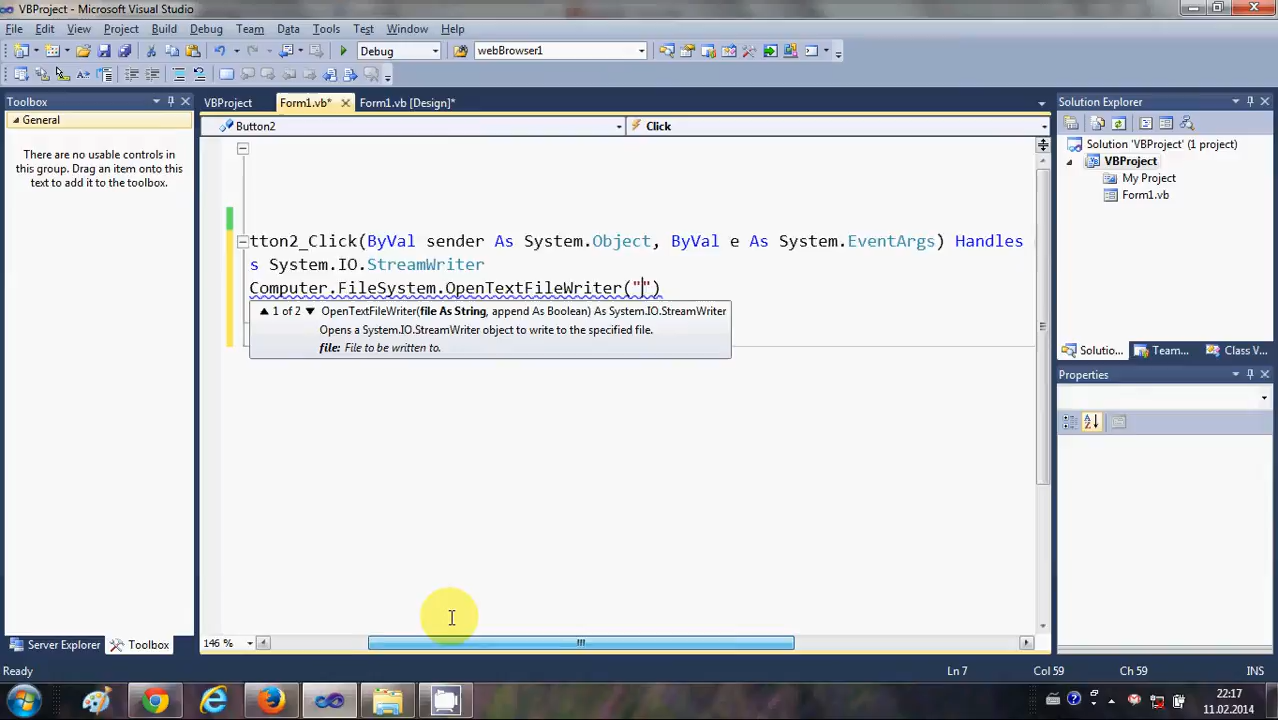 VBProject - Microsoft Visual Studio
File Edit View Project Build Debug Team Data Tools Test Window Help
Debug webBrowser1
Toolbox
VBProject Form1.vb* Form1.vb [Design]*
Solution Explorer
General
Button2 Click
There are no usable controls in this group. Drag an item onto this text to add it to the toolbox.
Solution 'VBProject' (1 project)
VBProject
My Project
Form1.vb
tton2_Click(ByVal sender As System.Object, ByVal e As System.EventArgs) Handles
s System.IO.StreamWriter
Computer.FileSystem.OpenTextFileWriter("")
1 of 2 OpenTextFileWriter(file As String, append As Boolean) As System.IO.StreamWriter
Opens a System.IO.StreamWriter object to write to the specified file.
file: File to be written to.
Solutio... Team... Class V...
Properties
146 %
Server Explorer Toolbox
Ready Ln 7 Col 59 Ch 59 INS
22:17
11.02.2014